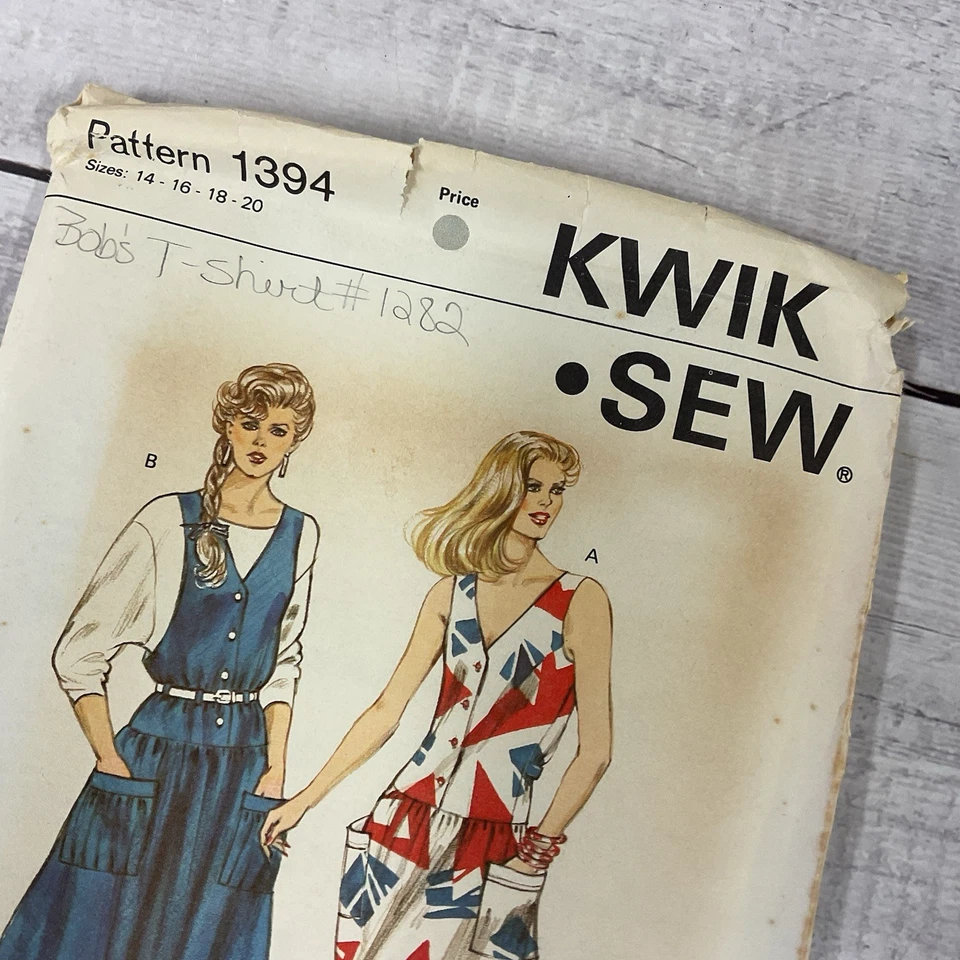 Pattern 1394
Sizes: 14 - 16 - 18 - 20
Price
KWIK
•SEW®
Bob's T-Shirt # 1282
B
A